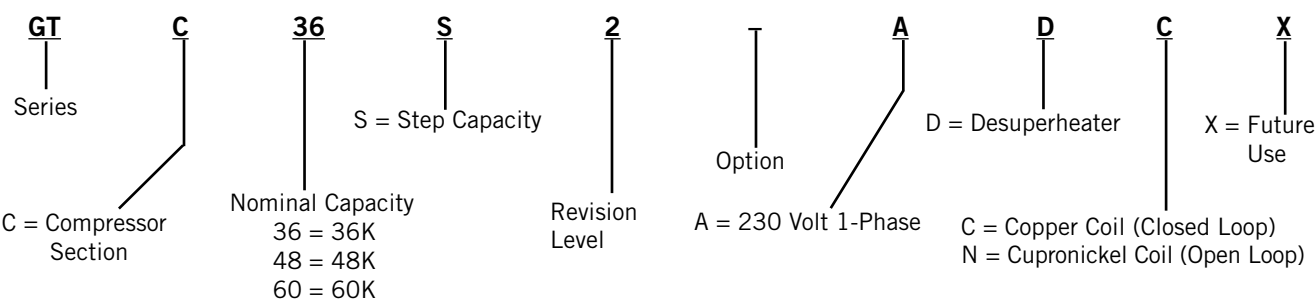 GT C 36 S 2 - A D C X
Series
S = Step Capacity
D = Desuperheater
X = Future
Use
Option
C = Compressor
Section
Nominal Capacity
36 = 36K
48 = 48K
60 = 60K
Revision
Level
A = 230 Volt 1-Phase
C = Copper Coil (Closed Loop)
N = Cupronickel Coil (Open Loop)